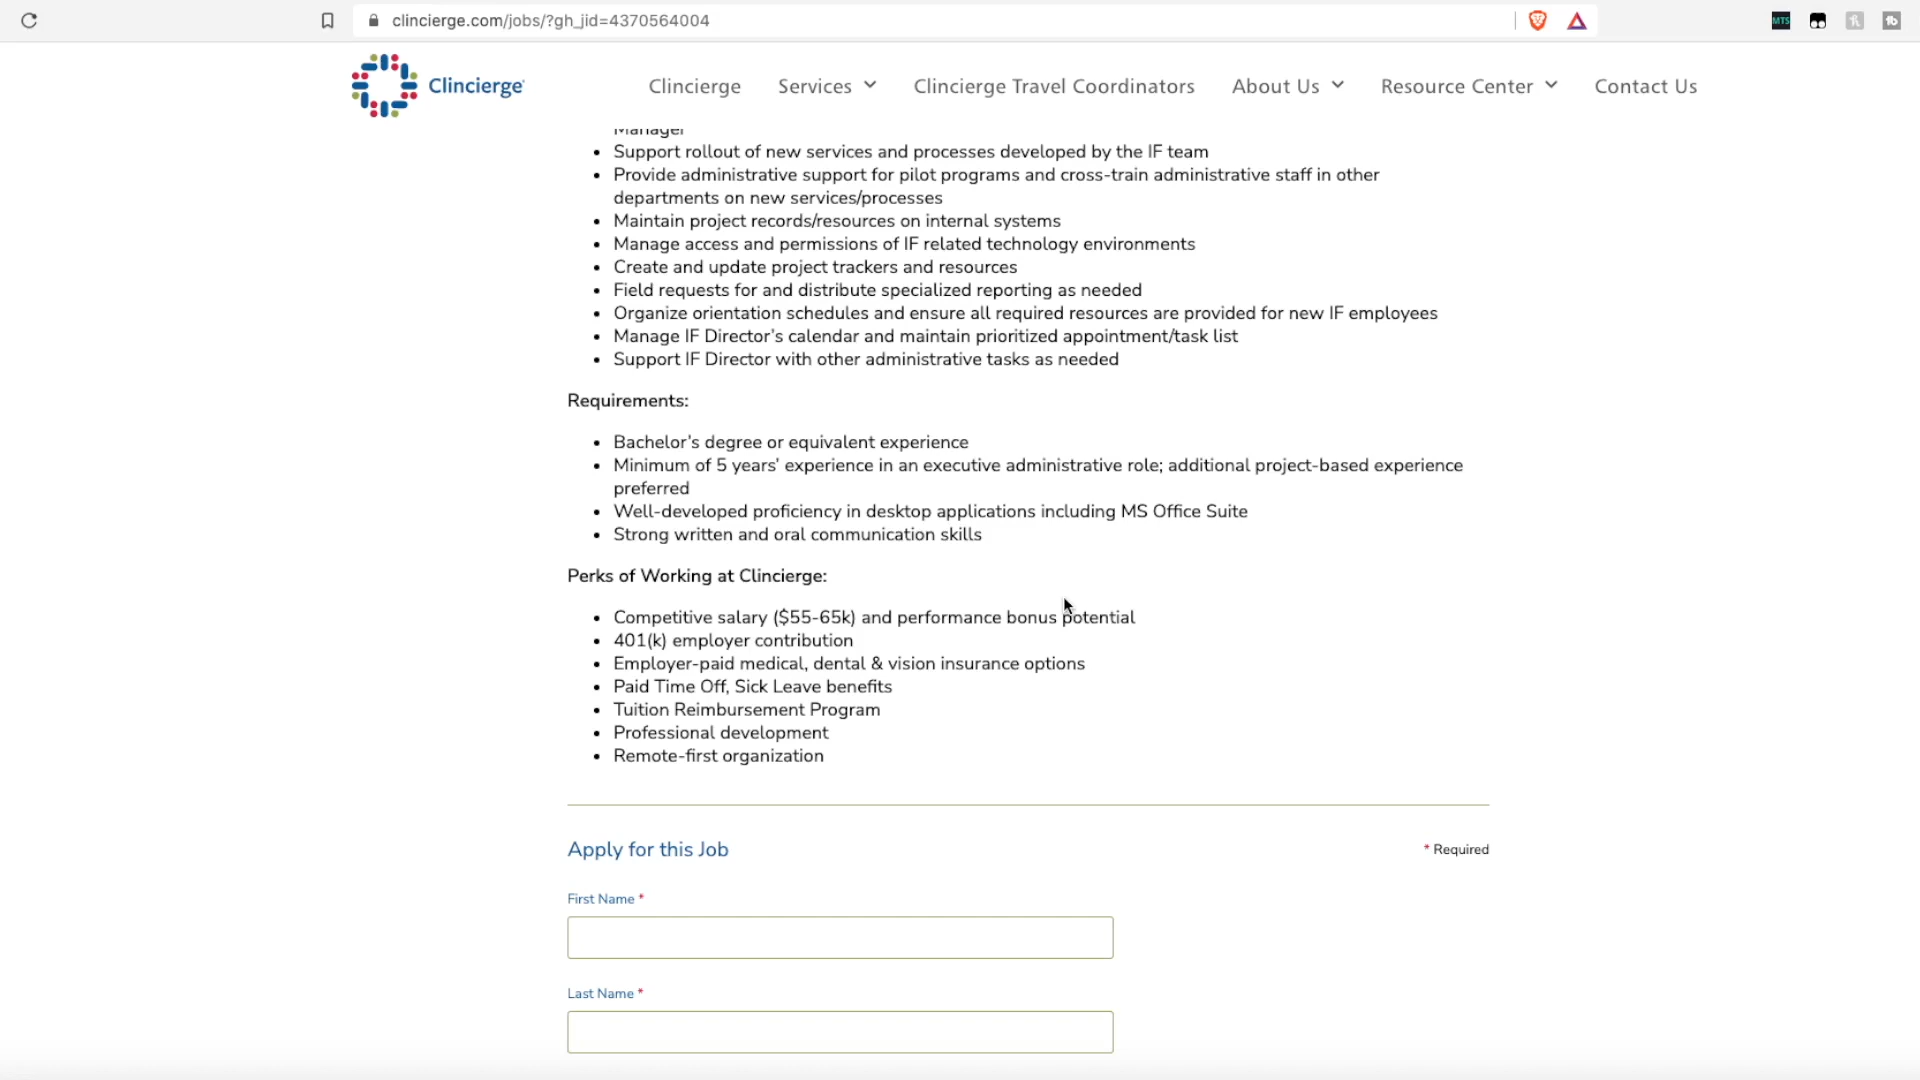 clincierge.com/jobs/?gh_jid=4370564004
MTS
Clincierge
Clincierge
Services
Clincierge Travel Coordinators
About Us
Resource Center
Contact Us
Manager
Support rollout of new services and processes developed by the IF team
Provide administrative support for pilot programs and cross-train administrative staff in other
departments on new services/processes
Maintain project records/resources on internal systems
Manage access and permissions of IF related technology environments
Create and update project trackers and resources
Field requests for and distribute specialized reporting as needed
Organize orientation schedules and ensure all required resources are provided for new IF employees
Manage IF Director’s calendar and maintain prioritized appointment/task list
Support IF Director with other administrative tasks as needed
Requirements:
Bachelor’s degree or equivalent experience
Minimum of 5 years’ experience in an executive administrative role; additional project-based experience
preferred
Well-developed proficiency in desktop applications including MS Office Suite
Strong written and oral communication skills
Perks of Working at Clincierge:
Competitive salary ($55-65k) and performance bonus potential
401(k) employer contribution
Employer-paid medical, dental & vision insurance options
Paid Time Off, Sick Leave benefits
Tuition Reimbursement Program
Professional development
Remote-first organization
Apply for this Job
* Required
First Name *
Last Name *